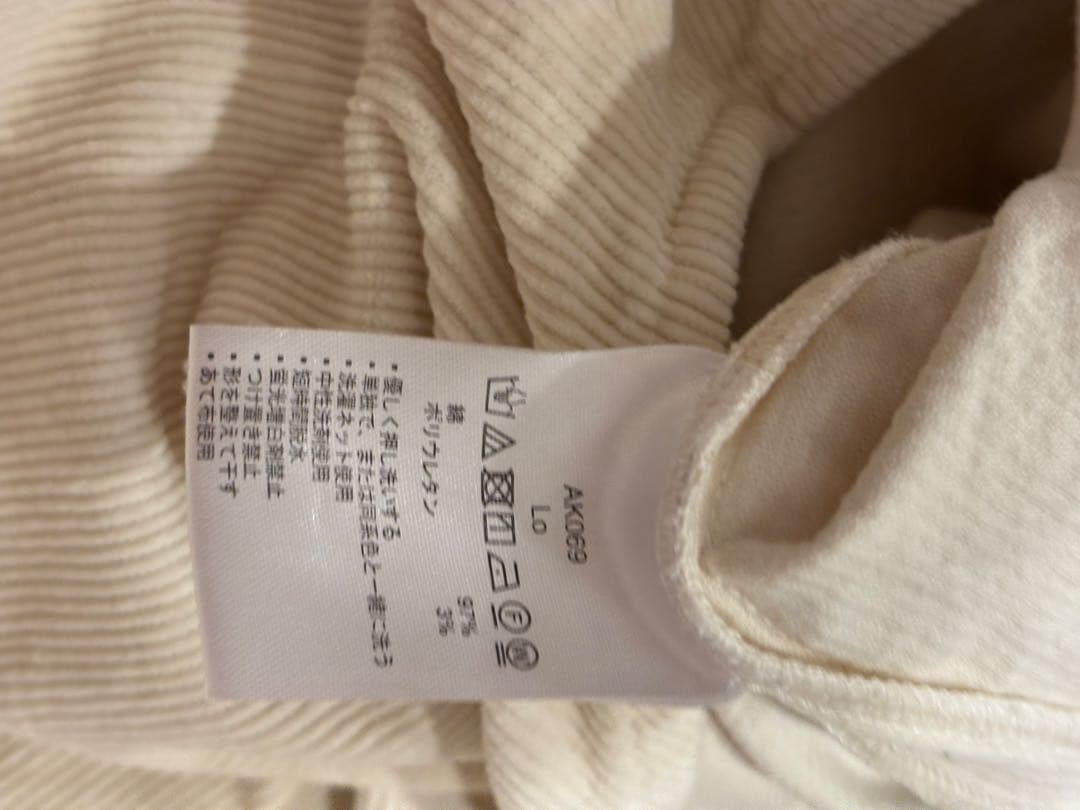 AK069
Lo
F
W
綿 97%
ポリウレタン 3%
・優しく押し洗いする
・単独で、または同系色と一緒に洗う
・洗濯ネット使用
・中性洗剤使用
・短時間脱水
・蛍光増白剤禁止
・つけ置き禁止
・形を整えて干す
・あて布使用